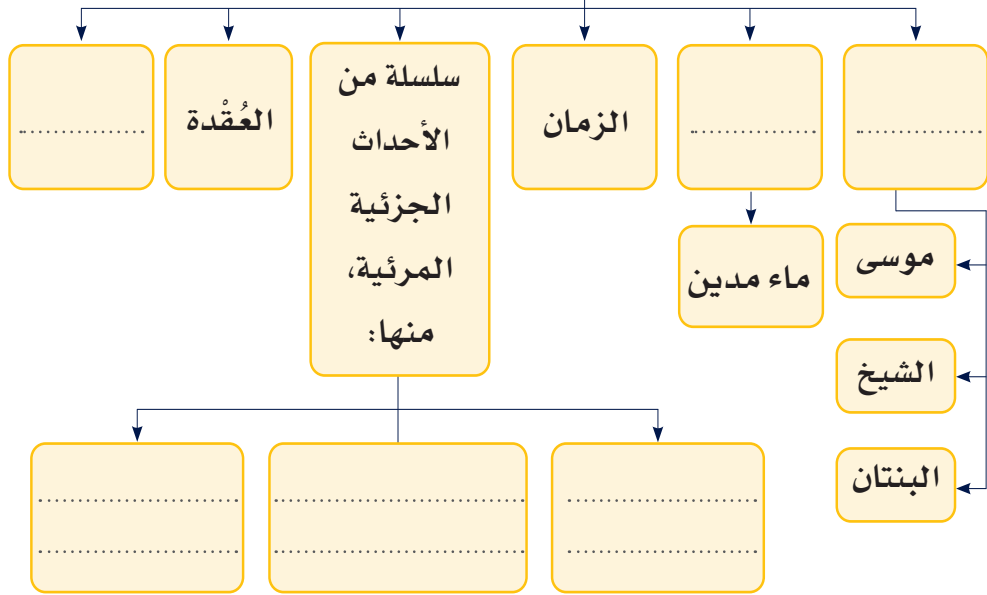 الزمان
سلسلة من
الأحداث
الجزئية
المرئية،
منها:
العُقْدة
ماء مدين
موسى
الشيخ
البنتان